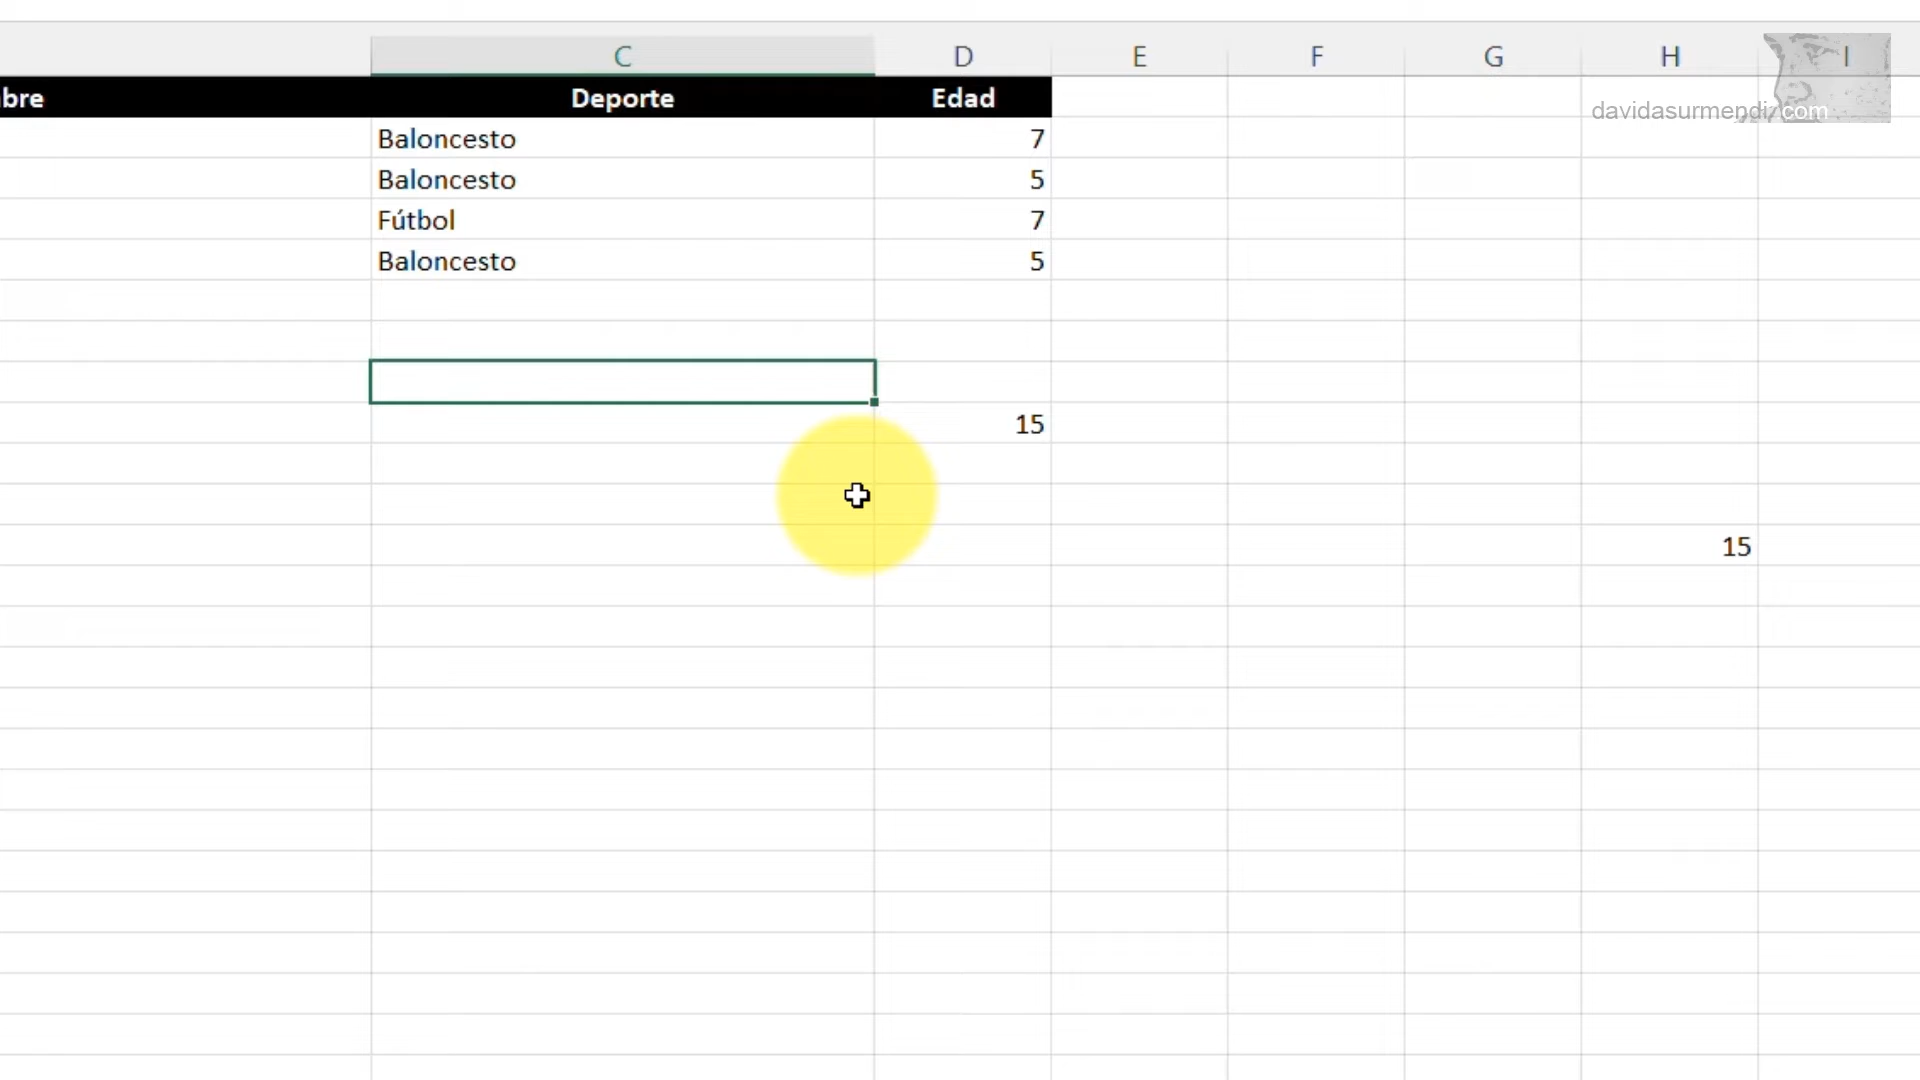 C D E F G H I
bre Deporte Edad
davidasurmendi.com
Baloncesto 7
Baloncesto 5
Fútbol 7
Baloncesto 5
15
15